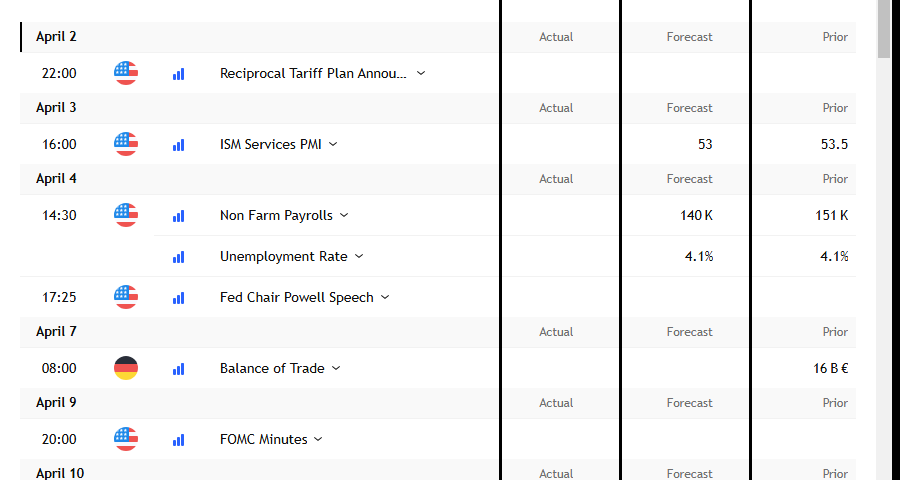 April 2 Actual Forecast Prior
22:00 Reciprocal Tariff Plan Annou...
April 3 Actual Forecast Prior
16:00 ISM Services PMI 53 53.5
April 4 Actual Forecast Prior
14:30 Non Farm Payrolls 140 K 151 K
Unemployment Rate 4.1% 4.1%
17:25 Fed Chair Powell Speech
April 7 Actual Forecast Prior
08:00 Balance of Trade 16 B €
April 9 Actual Forecast Prior
20:00 FOMC Minutes
April 10 Actual Forecast Prior